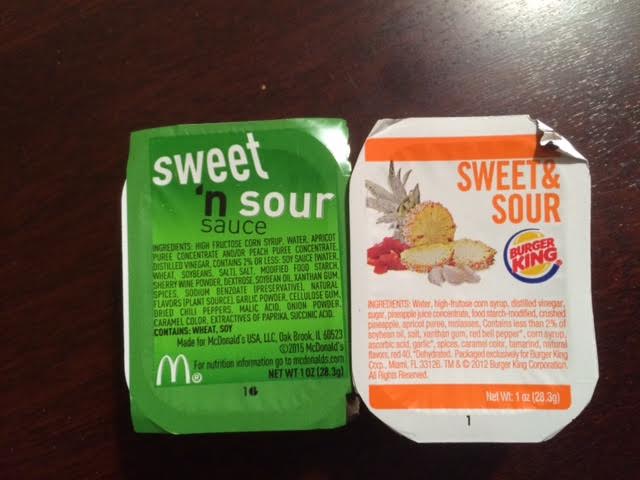 sweet
'n sour
sauce
INGREDIENTS: HIGH FRUCTOSE CORN SYRUP, WATER, APRICOT
PUREE CONCENTRATE AND/OR PEACH PUREE CONCENTRATE,
DISTILLED VINEGAR, CONTAINS 2% OR LESS: SOY SAUCE (WATER,
WHEAT, SOYBEANS, SALT), SALT, MODIFIED FOOD STARCH,
SHERRY WINE POWDER, DEXTROSE, SOYBEAN OIL, XANTHAN GUM,
SPICES, SODIUM BENZOATE (PRESERVATIVE), NATURAL
FLAVORS (PLANT SOURCE), GARLIC POWDER, CELLULOSE GUM,
DRIED CHILI PEPPERS, MALIC ACID, ONION POWDER,
CARAMEL COLOR, EXTRACTIVES OF PAPRIKA, SUCCINIC ACID.
CONTAINS: WHEAT, SOY
Made for McDonald's USA, LLC, Oak Brook, IL 60523
©2015 McDonald's
For nutrition information go to mcdonalds.com
NET WT 1 OZ (28.3g)
M®
16
SWEET&
SOUR
BURGER
KING®
INGREDIENTS: Water, high-frutose corn syrup, distilled vinegar,
sugar, pineapple juice concentrate, food starch-modified, crushed
pineapple, apricot puree, molasses, Contains less than 2% of
soybean oil, salt, xanthan gum, red bell pepper*, corn syrup,
ascorbic acid, garlic*, spices, caramel color, tamarind, natural
flavors, red 40. *Dehydrated. Packaged exclusively for Burger King
Corp., Miami, FL 33126. TM & © 2012 Burger King Corporation.
All Rights Reserved.
Net Wt: 1 oz (28.3g)
1